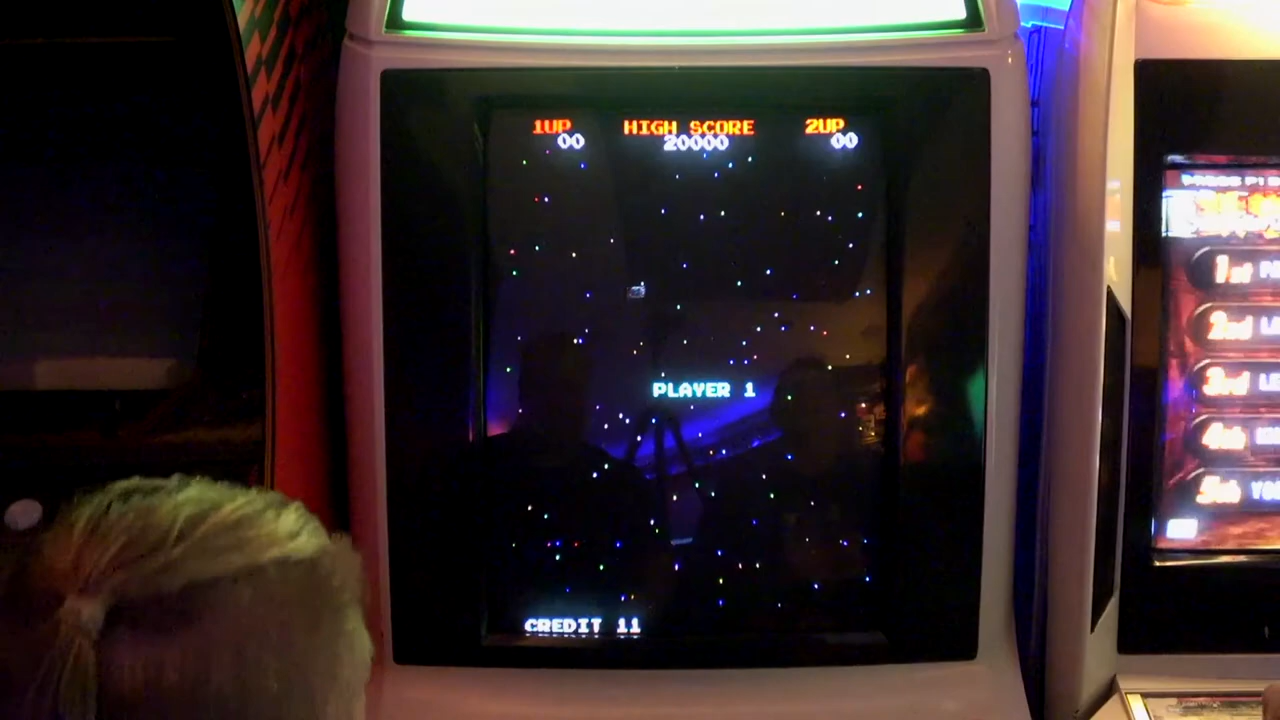 1UP HIGH SCORE 2UP
00 20000 00
PLAYER 1
CREDIT 11
1st
2nd
3rd
4th
5th